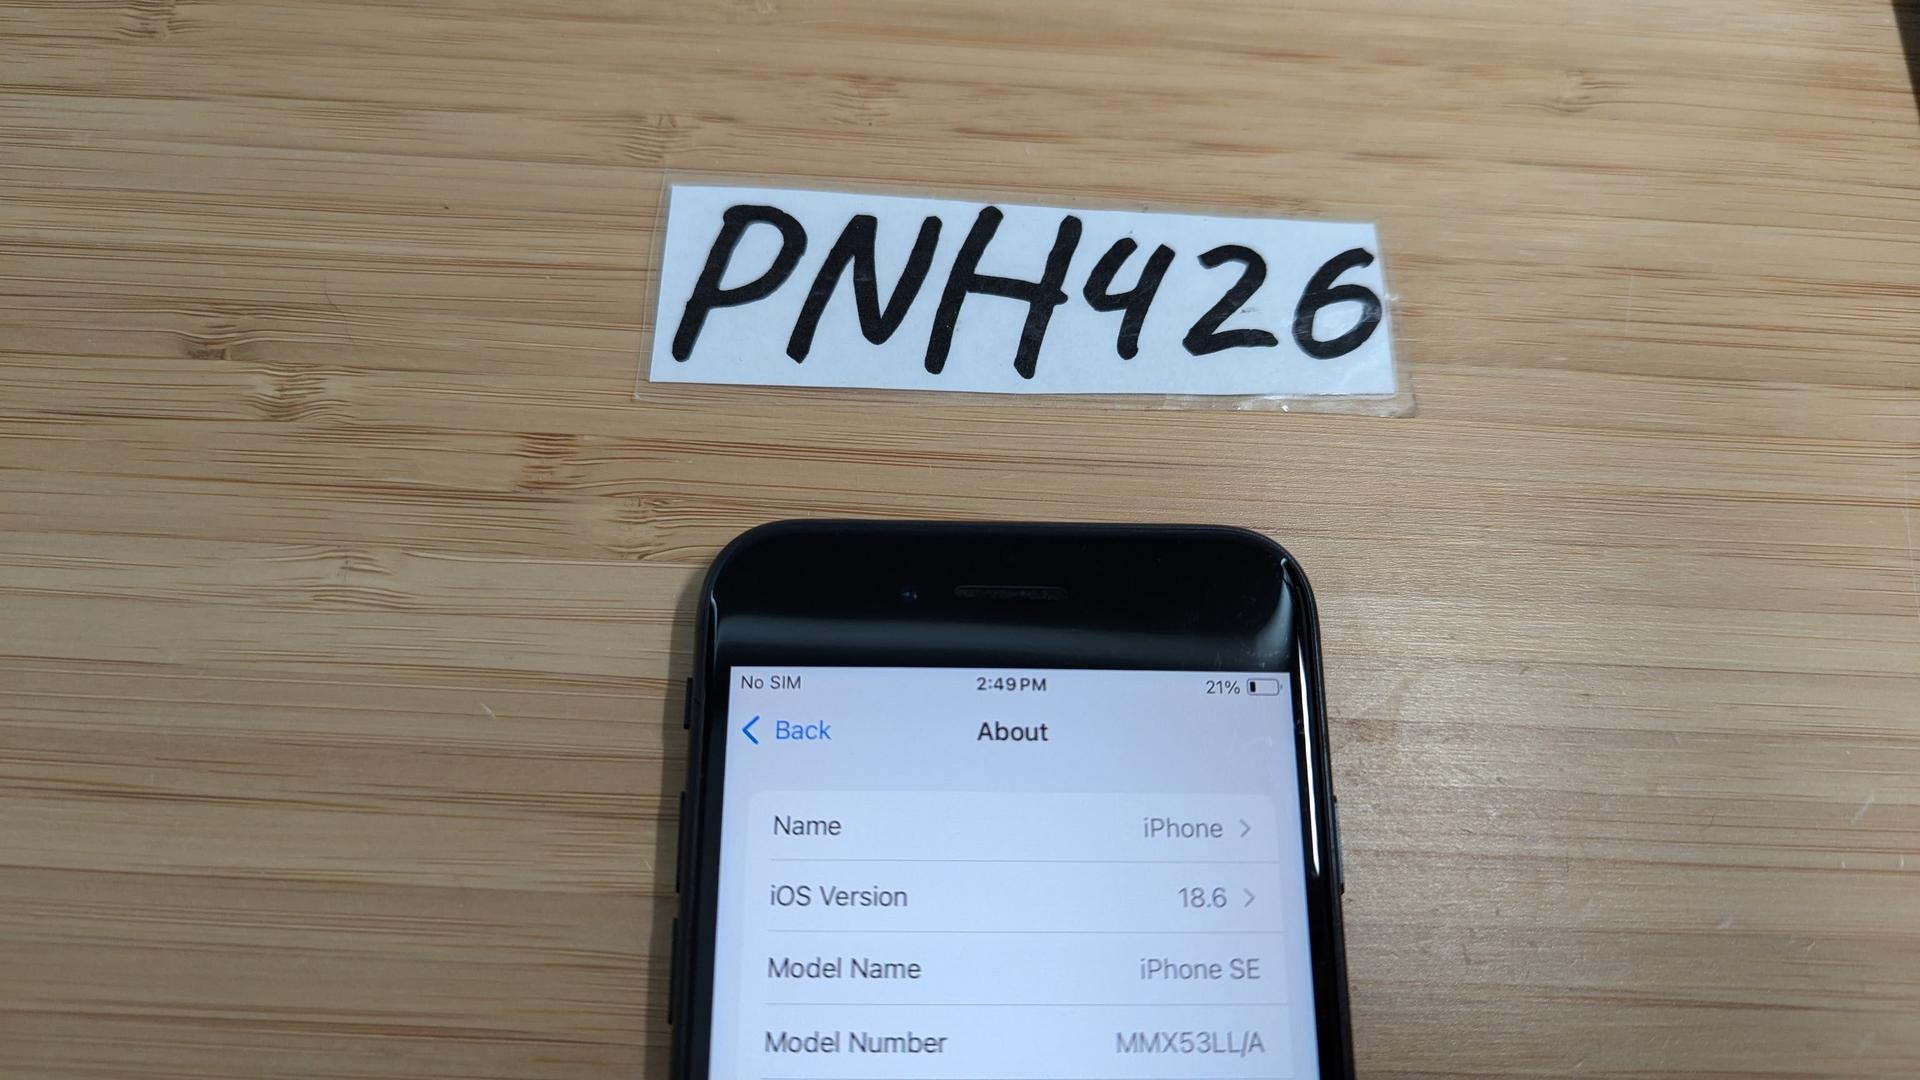 PNH426
No SIM 2:49 PM 21%
Back About
Name iPhone
iOS Version 18.6
Model Name iPhone SE
Model Number MMX53LL/A